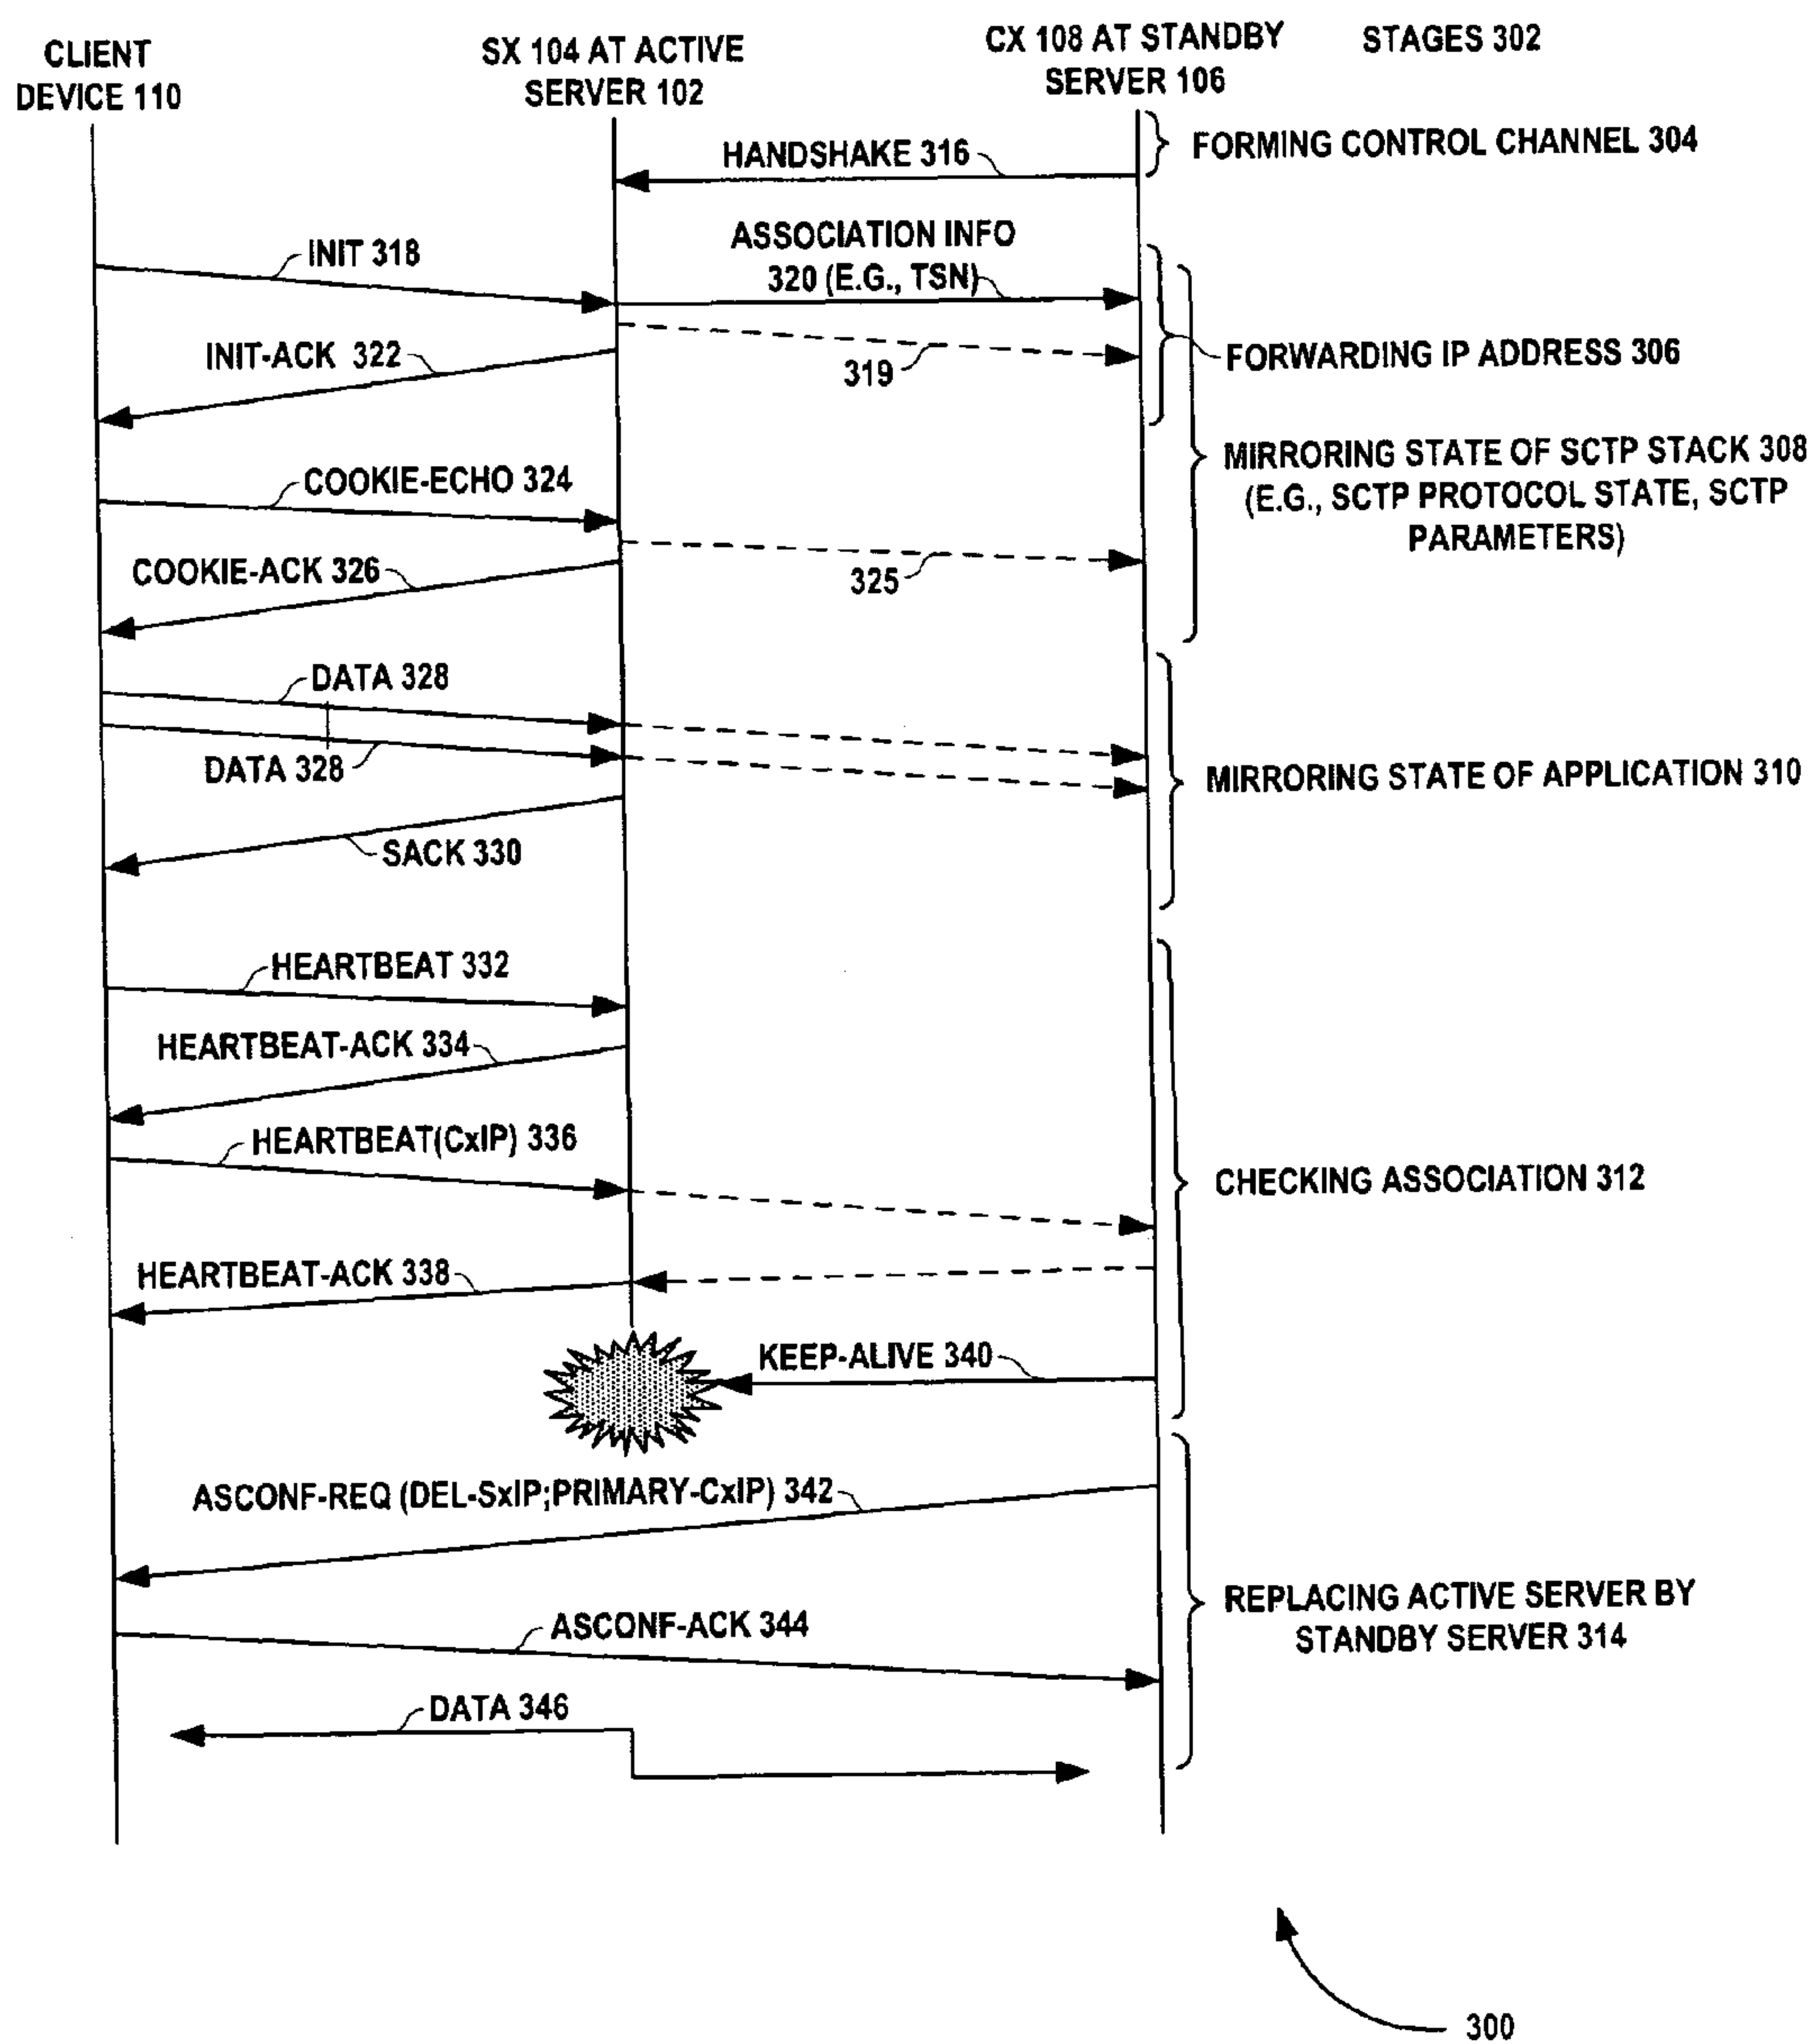 CLIENT
DEVICE 110
SX 104 AT ACTIVE
SERVER 102
CX 108 AT STANDBY
SERVER 106
STAGES 302
HANDSHAKE 316
FORMING CONTROL CHANNEL 304
INIT 318
ASSOCIATION INFO
320 (E.G., TSN)
INIT-ACK 322
319
FORWARDING IP ADDRESS 306
MIRRORING STATE OF SCTP STACK 308
(E.G., SCTP PROTOCOL STATE, SCTP
PARAMETERS)
COOKIE-ECHO 324
COOKIE-ACK 326
325
DATA 328
DATA 328
MIRRORING STATE OF APPLICATION 310
SACK 330
HEARTBEAT 332
HEARTBEAT-ACK 334
HEARTBEAT(CxIP) 336
CHECKING ASSOCIATION 312
HEARTBEAT-ACK 338
KEEP-ALIVE 340
ASCONF-REQ (DEL-SxIP;PRIMARY-CxIP) 342
REPLACING ACTIVE SERVER BY
STANDBY SERVER 314
ASCONF-ACK 344
DATA 346
300